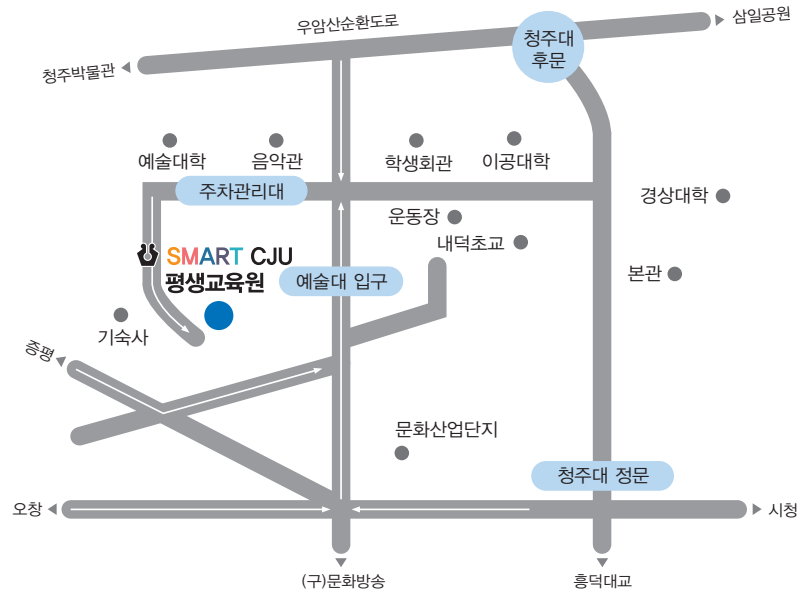 우암산순환도로
삼일공원
청주대
후문
청주박물관
예술대학
음악관
학생회관
이공대학
주차관리대
경상대학
운동장
내덕초교
SMART CJU
평생교육원
예술대 입구
본관
기숙사
증평
문화산업단지
청주대 정문
오창
시청
(구)문화방송
흥덕대교